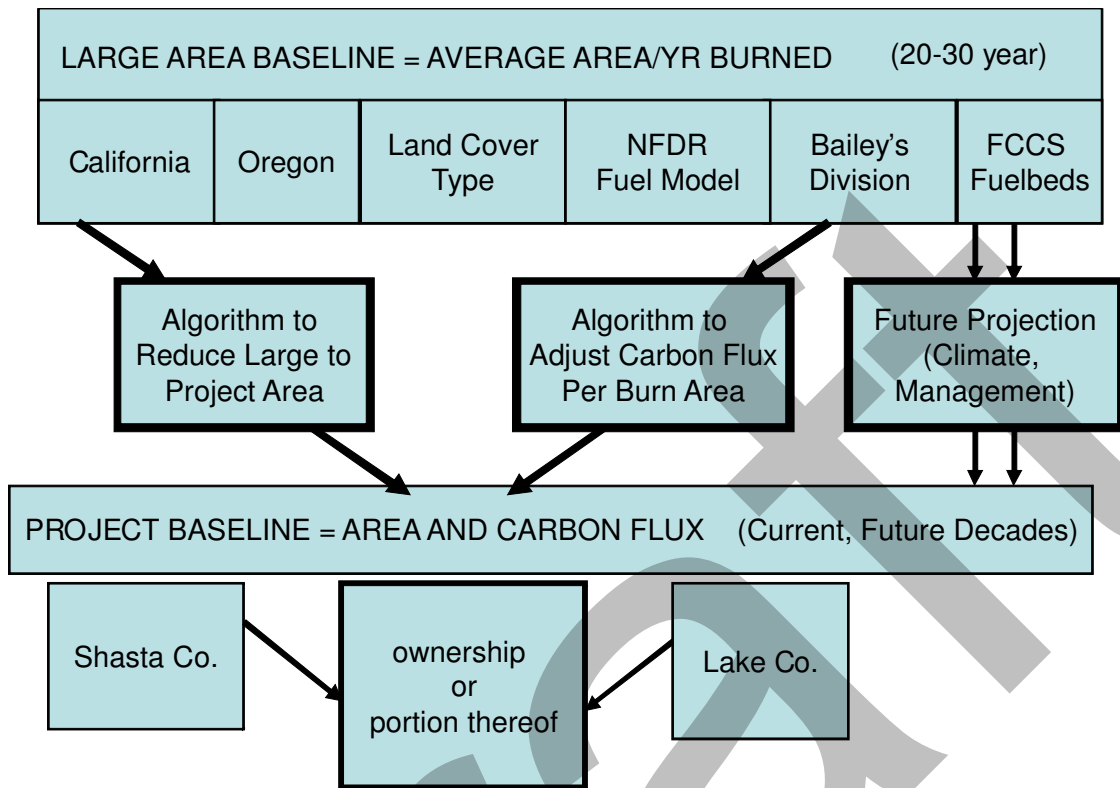 LARGE AREA BASELINE = AVERAGE AREA/YR BURNED (20-30 year)
California
Oregon
Land Cover
Type
NFDR
Fuel Model
Bailey's
Division
FCCS
Fuelbeds
Algorithm to
Reduce Large to
Project Area
Algorithm to
Adjust Carbon Flux
Per Burn Area
Future Projection
(Climate,
Management)
PROJECT BASELINE = AREA AND CARBON FLUX (Current, Future Decades)
Shasta Co.
ownership
or
portion thereof
Lake Co.